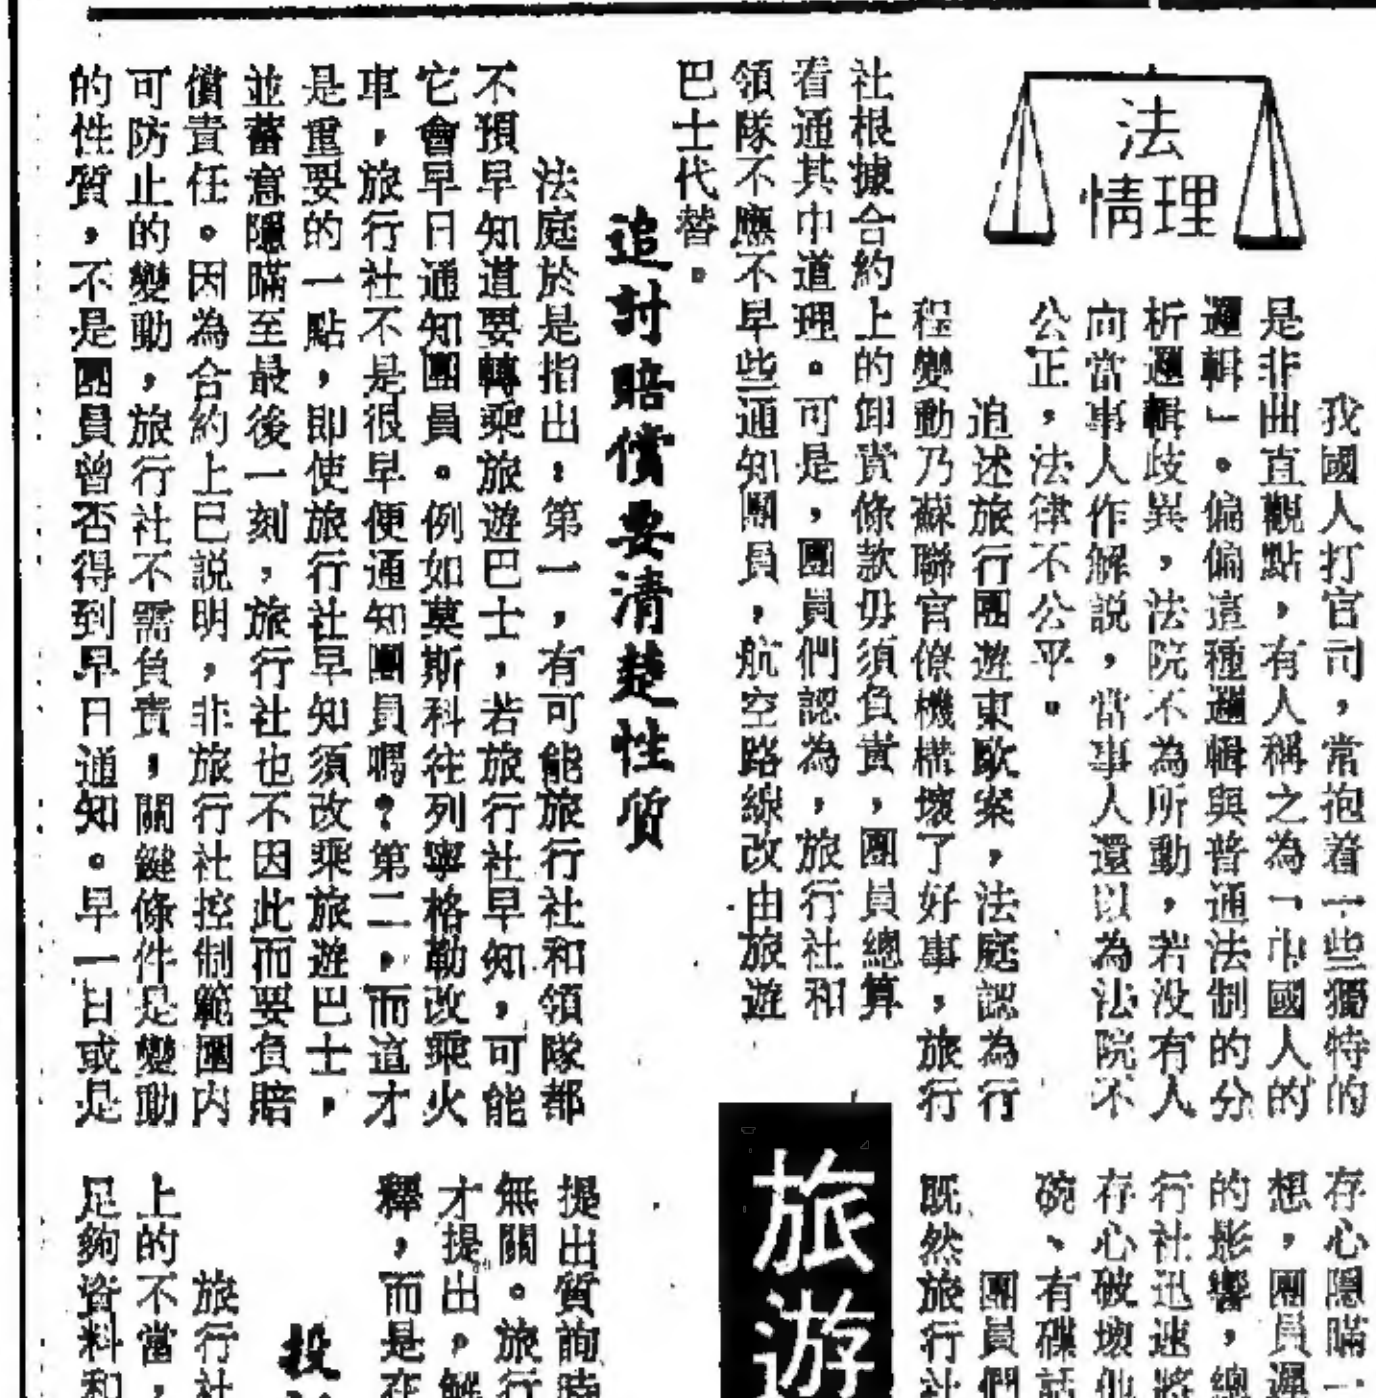 法
情理
我國人打官司，常抱着一些獨特的
是非曲直觀點，有人稱之為「中國人的
邏輯」。偏偏這種邏輯與普通法制的分
析邏輯歧異，法院不為所動，若没有人
向當事人作解説，當事人還以為法院不
公正，法律不公平。
追述旅行團遊東歐案，法庭認為行
程變動乃蘇聯官僚機構壞了好事，旅行
社根據合約上的卸責條款毋須負責，團員總算
看通其中道理。可是，團員們認為，旅行社和
領隊不應不早些通知團員，航空路線改由旅遊
巴士代替。
追討賠償要清楚性質
法庭於是指出：第一，有可能旅行社和領隊都
不預早知道要轉乘旅遊巴士，若旅行社早知，可能
它會早日通知團員。例如莫斯科往列寧格勒改乘火
車，旅行社不是很早便通知團員嗎？第二，而這才
是重要的一點，即使旅行社早知須改乘旅遊巴士，
並蓄意隱瞞至最後一刻，旅行社也不因此而要負賠
償責任。因為合約上已説明，非旅行社控制範圍内
可防止的變動，旅行社不需負責，關鍵條件是變動
的性質，不是團員曾否得到早日通知。早一日或是
旅游
存心隱瞞一
想，團員遲
的影響，總
行社迅速將
存心破壞他
碗、有碟話
團員們
既然旅行社
提出質詢時
無關。旅行
才提出，解
釋，而是在
投
旅行社
上的不當，
足夠資料和